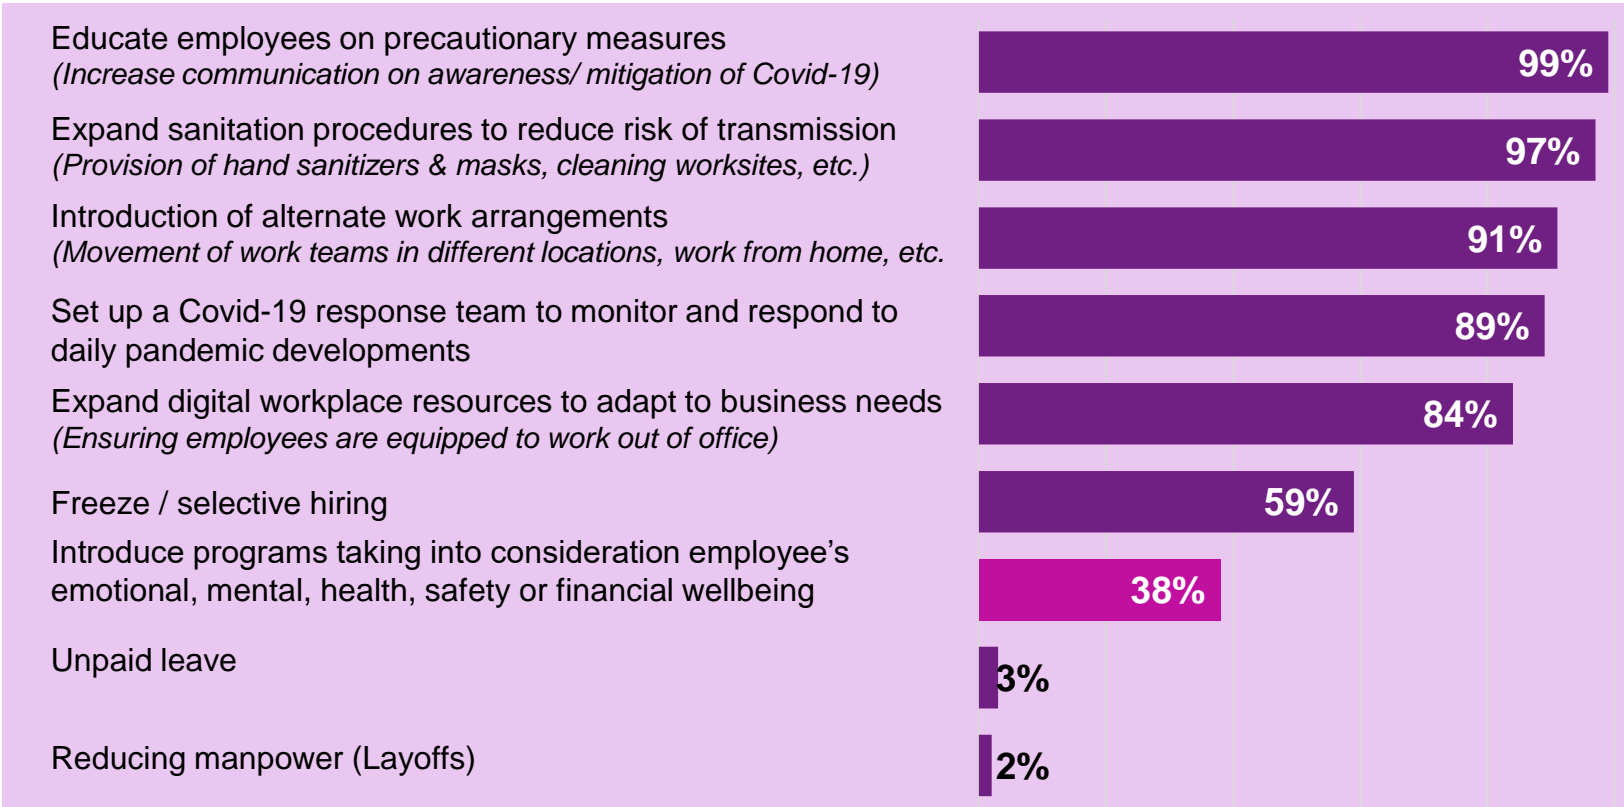 Educate employees on precautionary measures
(Increase communication on awareness/ mitigation of Covid-19)
99%
Expand sanitation procedures to reduce risk of transmission
(Provision of hand sanitizers & masks, cleaning worksites, etc.)
97%
Introduction of alternate work arrangements
(Movement of work teams in different locations, work from home, etc.
91%
Set up a Covid-19 response team to monitor and respond to
daily pandemic developments
89%
Expand digital workplace resources to adapt to business needs
(Ensuring employees are equipped to work out of office)
84%
Freeze / selective hiring
59%
Introduce programs taking into consideration employee’s
emotional, mental, health, safety or financial wellbeing
38%
Unpaid leave
3%
Reducing manpower (Layoffs)
2%